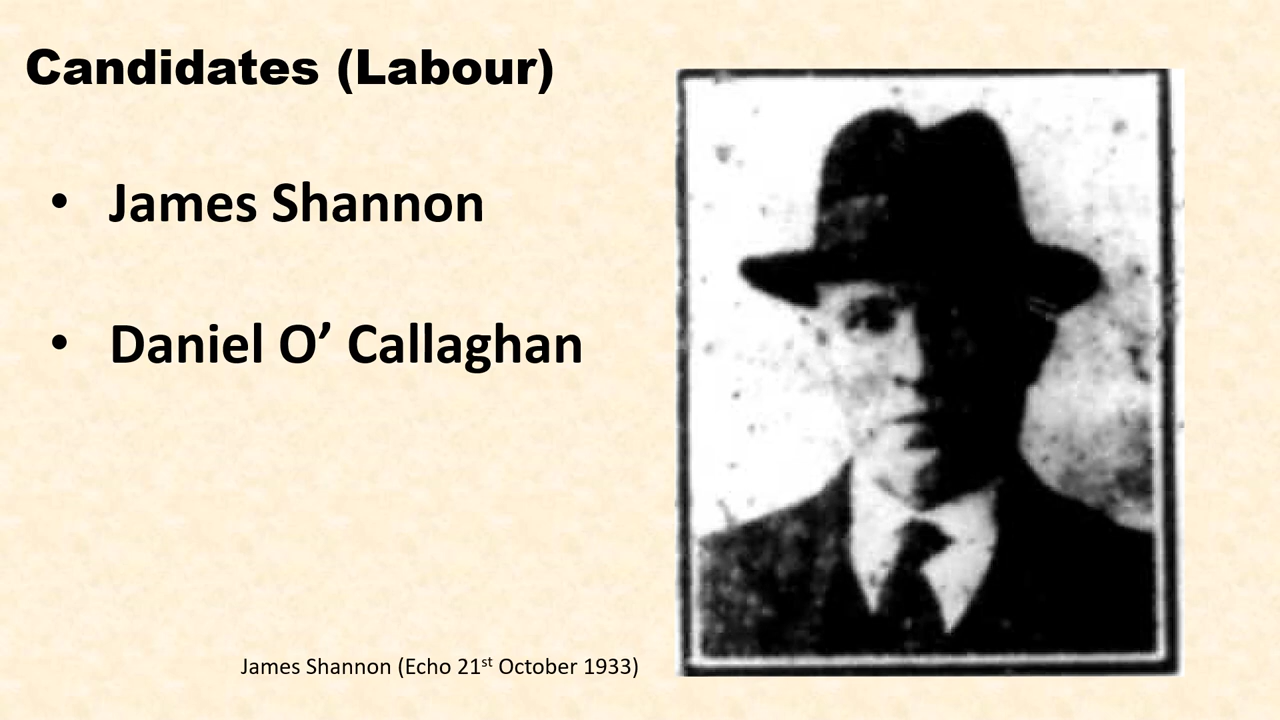 Candidates (Labour)
• James Shannon
• Daniel O’ Callaghan
James Shannon (Echo 21st October 1933)